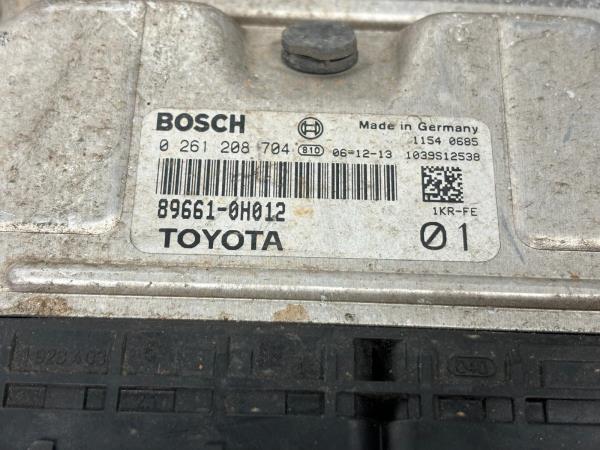 BOSCH
Made in Germany
1154 0685
0 261 208 704 B10 06-12-13 1039S12538
89661-0H012
1KR-FE
TOYOTA 01